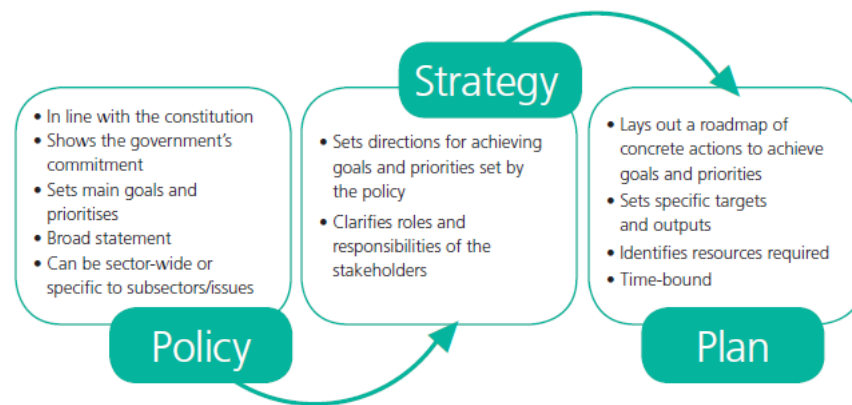 • In line with the constitution
• Shows the government's
commitment
• Sets main goals and
prioritises
• Broad statement
• Can be sector-wide or
specific to subsectors/issues
Policy
Strategy
• Sets directions for achieving
goals and priorities set by
the policy
• Clarifies roles and
responsibilities of the
stakeholders
• Lays out a roadmap of
concrete actions to achieve
goals and priorities
• Sets specific targets
and outputs
• Identifies resources required
• Time-bound
Plan